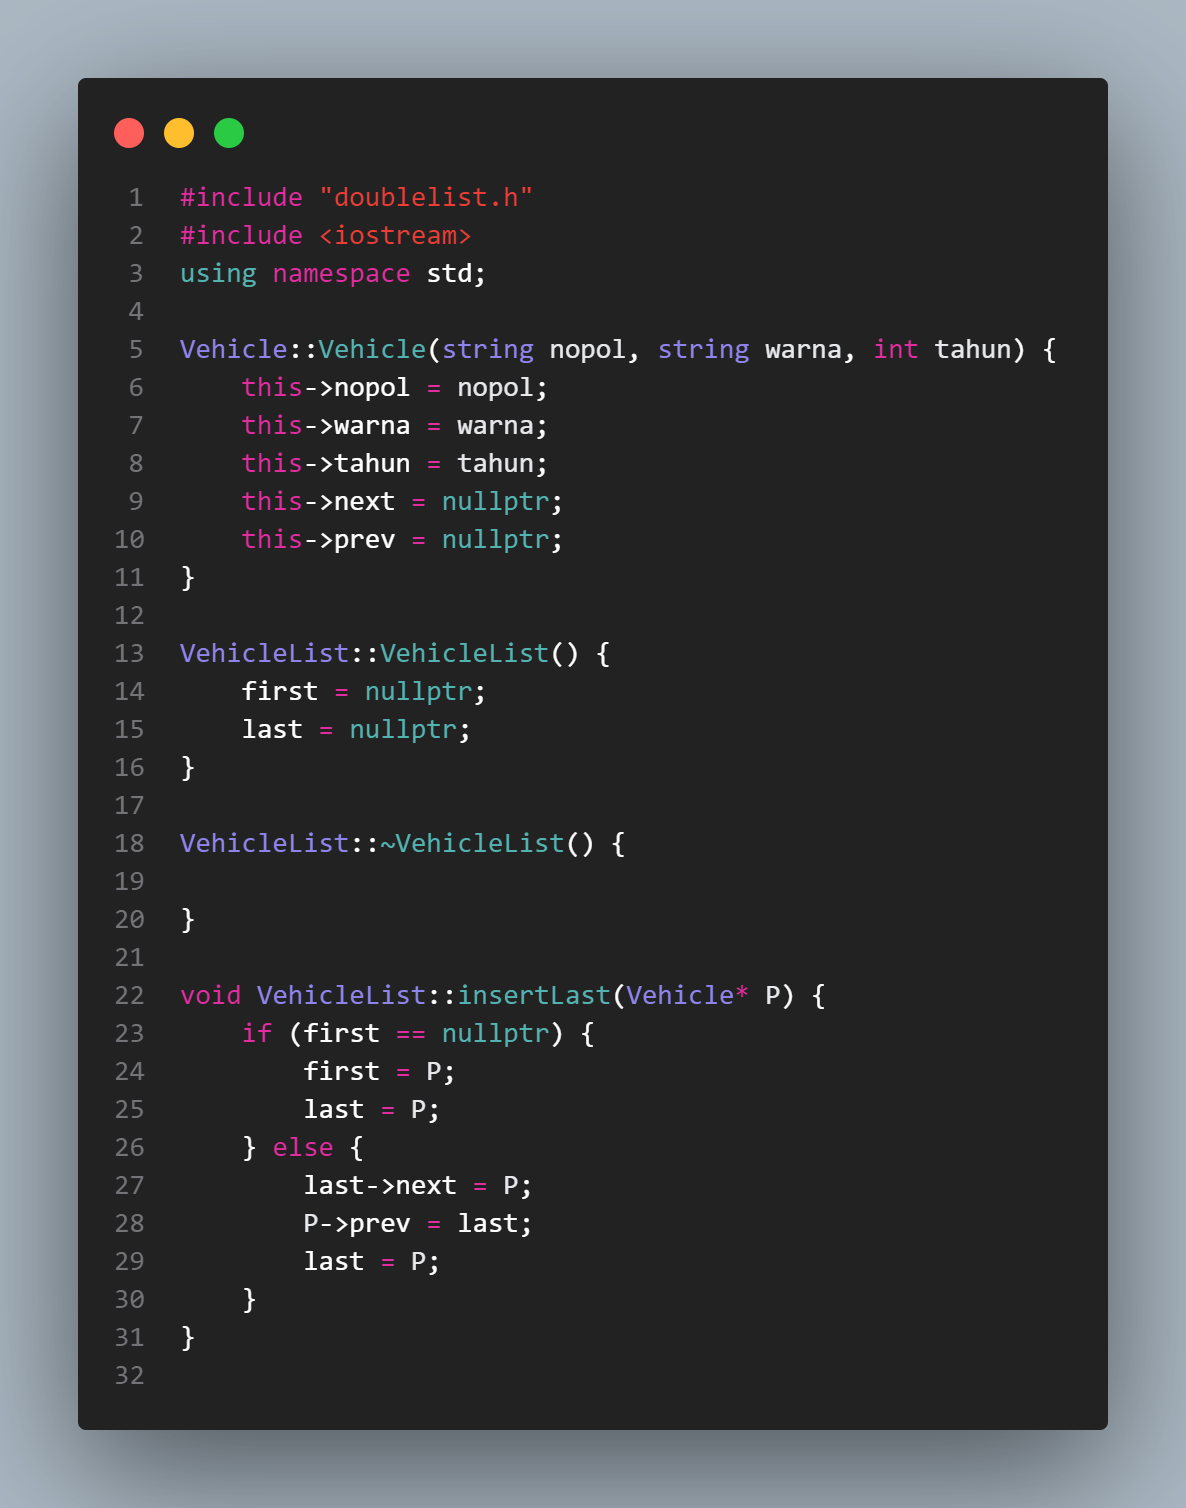 1 #include "doublelist.h"
2 #include <iostream>
3 using namespace std;
4
5 Vehicle::Vehicle(string nopol, string warna, int tahun) {
6     this->nopol = nopol;
7     this->warna = warna;
8     this->tahun = tahun;
9     this->next = nullptr;
10     this->prev = nullptr;
11 }
12
13 VehicleList::VehicleList() {
14     first = nullptr;
15     last = nullptr;
16 }
17
18 VehicleList::~VehicleList() {
19
20 }
21
22 void VehicleList::insertLast(Vehicle* P) {
23     if (first == nullptr) {
24         first = P;
25         last = P;
26     } else {
27         last->next = P;
28         P->prev = last;
29         last = P;
30     }
31 }
32